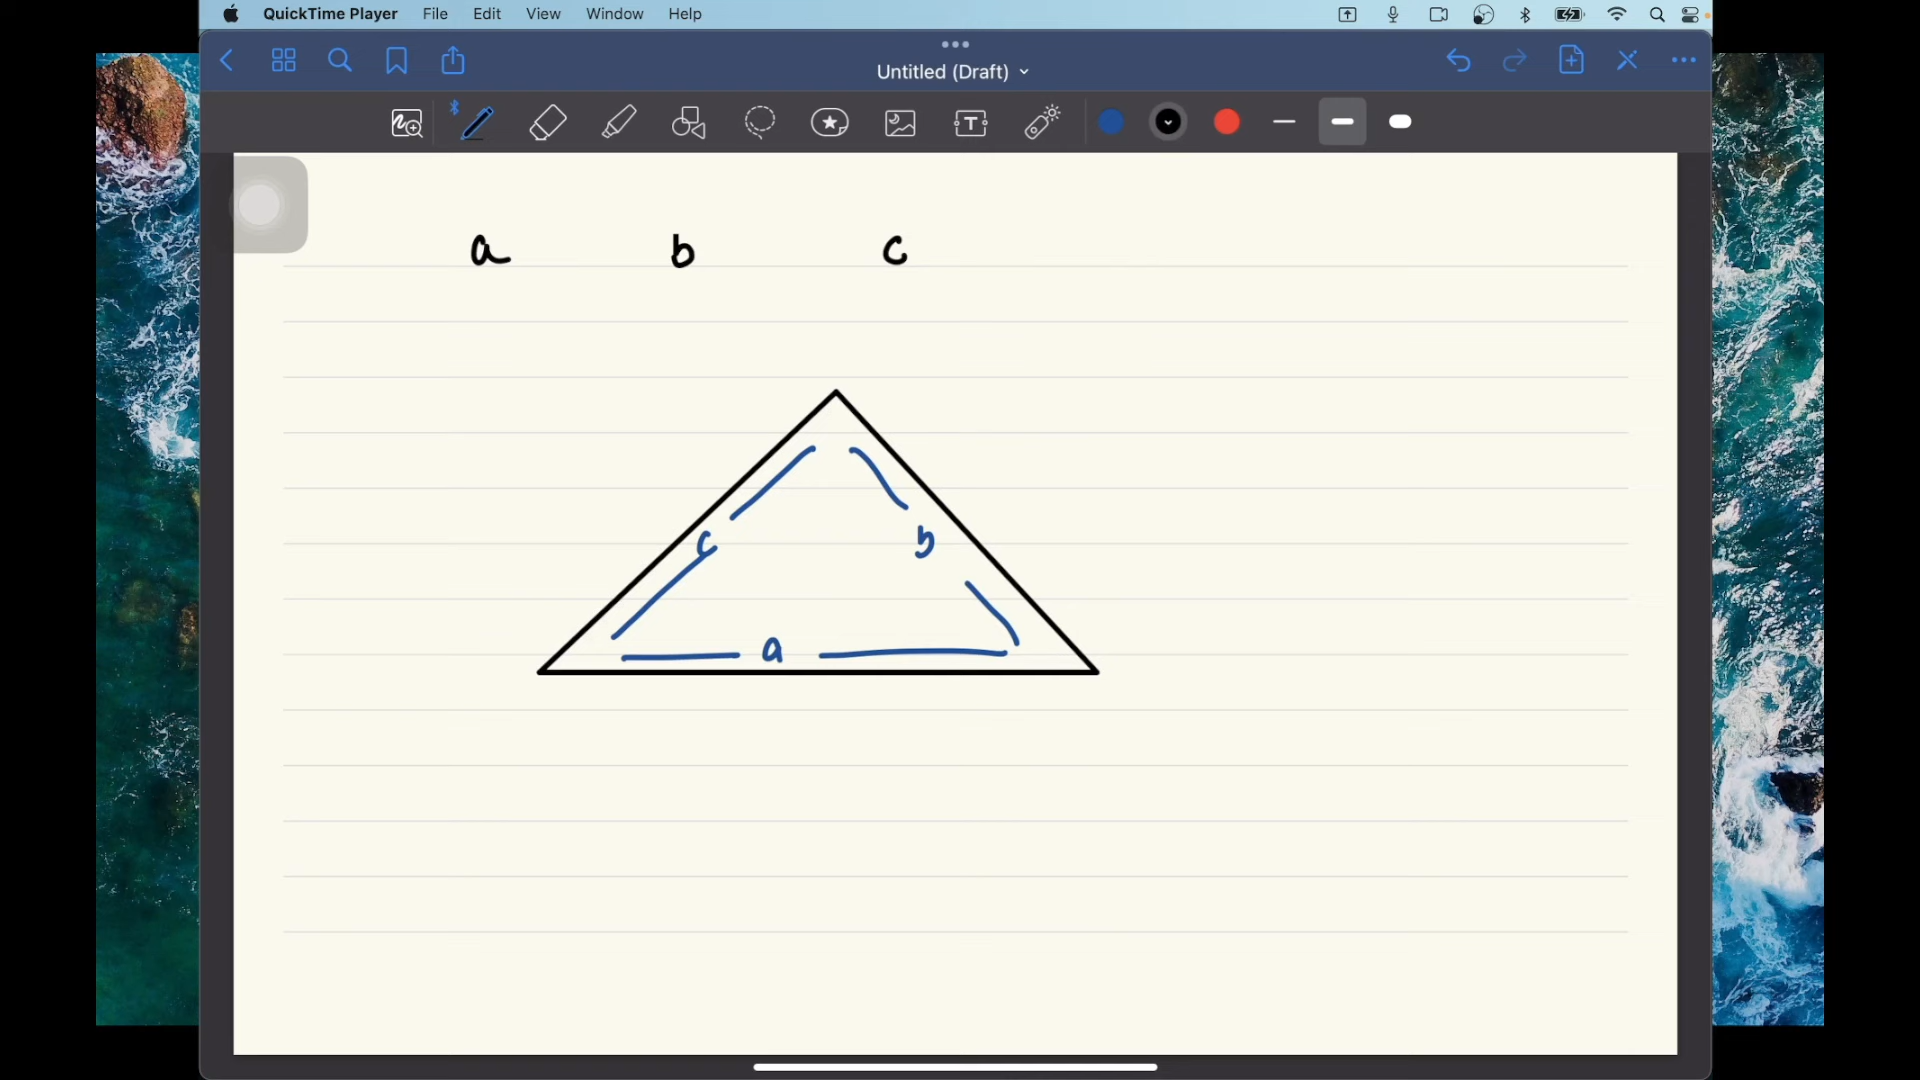 QuickTime Player File Edit View Window Help
Untitled (Draft)
T
a b c
c b
a